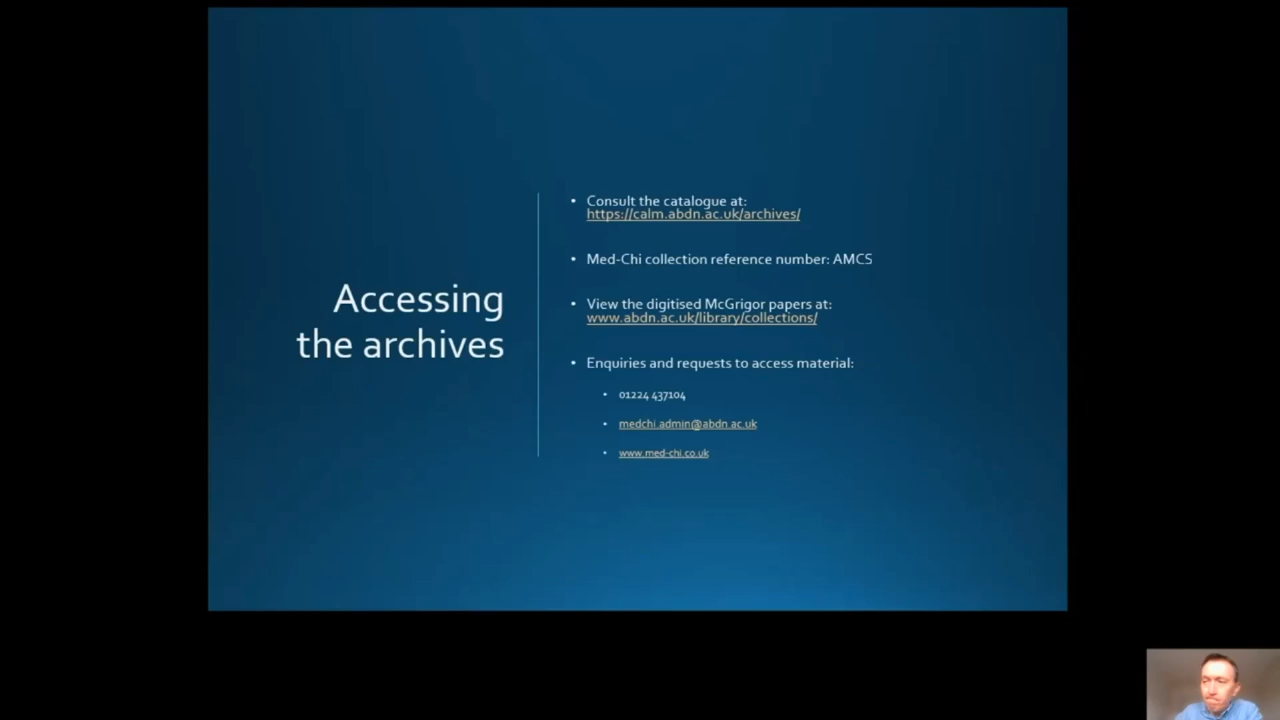 Accessing
the archives
Consult the catalogue at:
https://calm.abdn.ac.uk/archives/
Med-Chi collection reference number: AMCS
View the digitised McGrigor papers at:
www.abdn.ac.uk/library/collections/
Enquiries and requests to access material:
01224 437104
medchi.admin@abdn.ac.uk
www.med-chi.co.uk